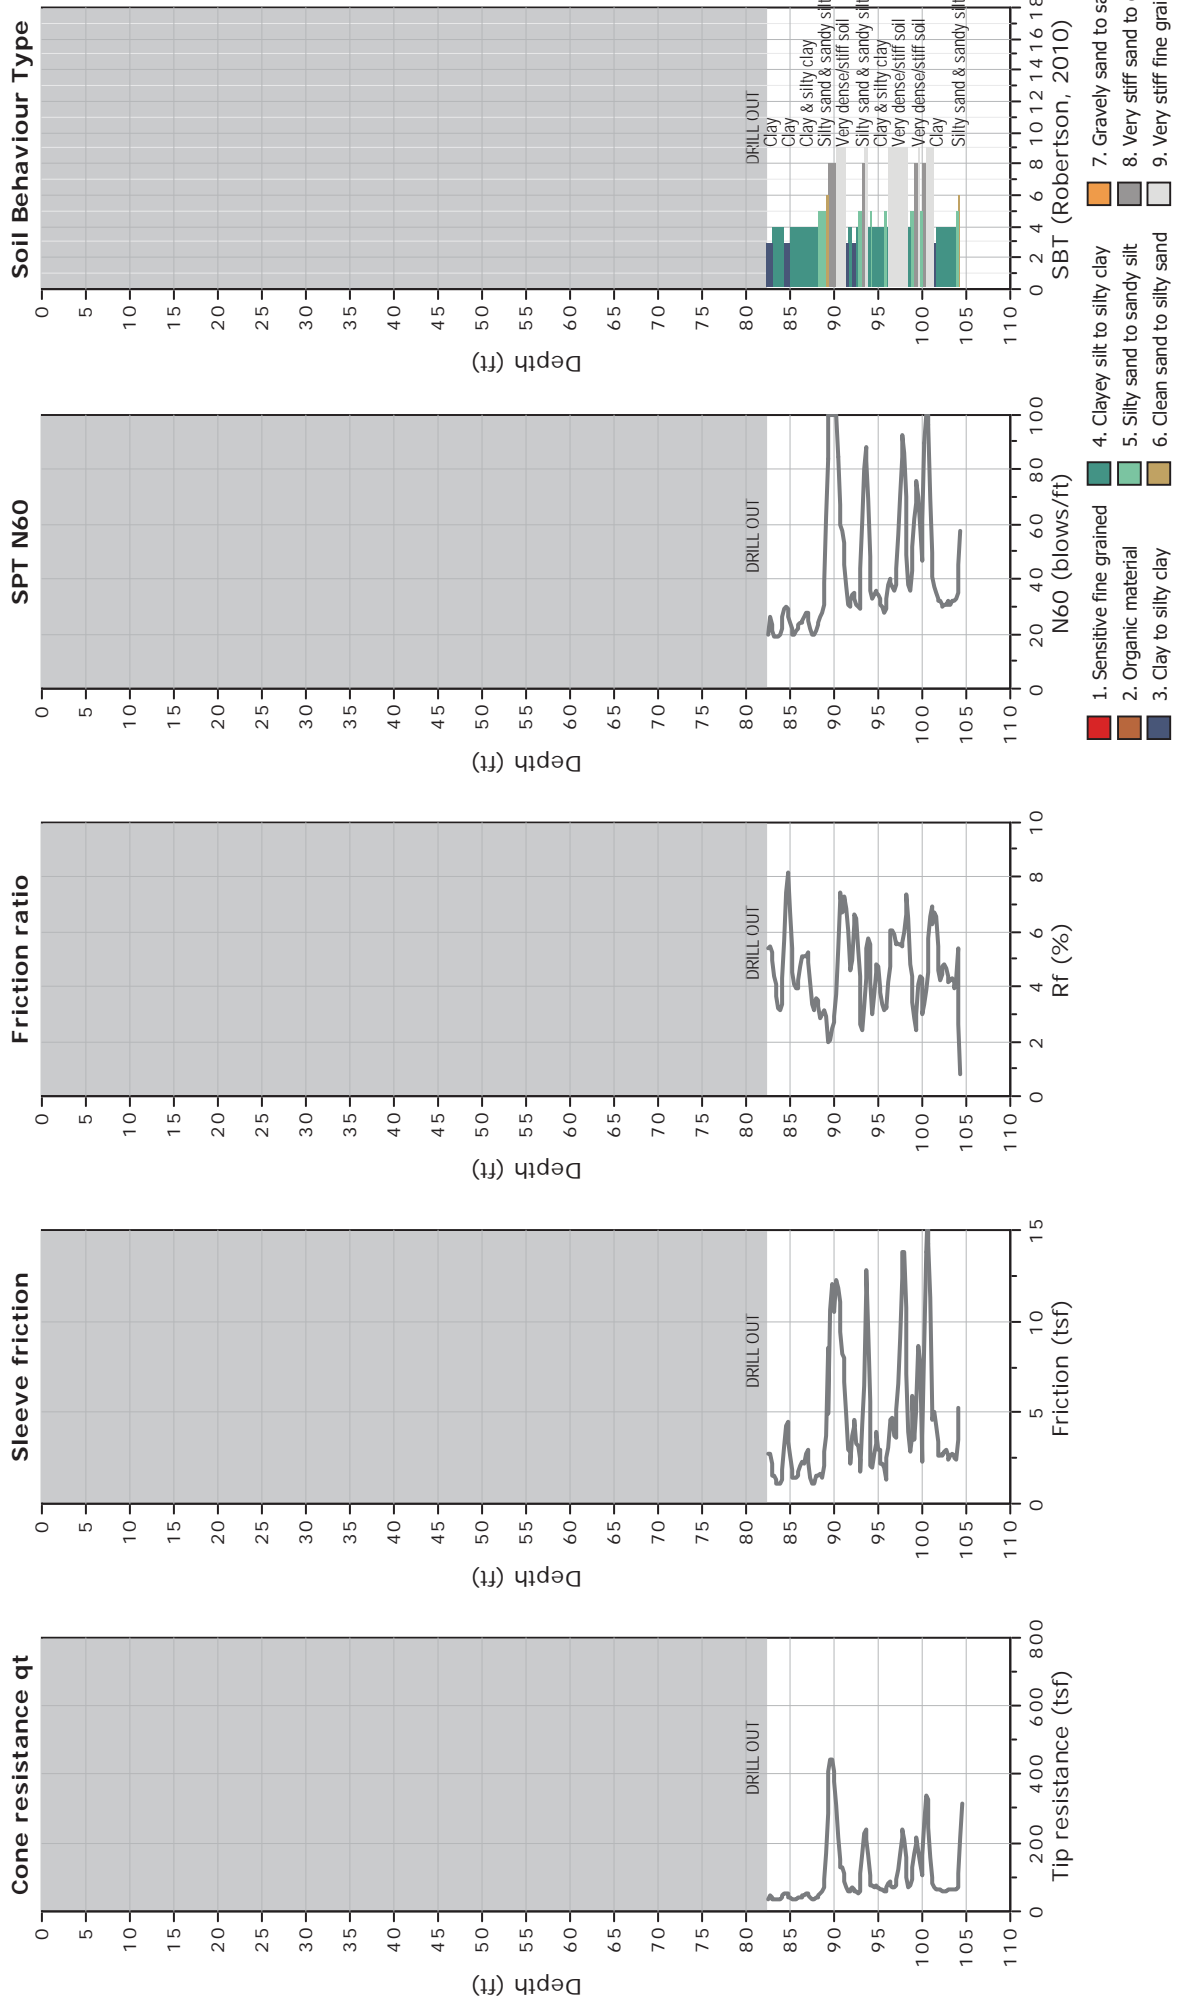 Cone resistance qt
DRILL OUT
0 5 10 15 20 25 30 35 40 45 50 55 60 65 70 75 80 85 90 95 100 105 110
Depth (ft)
0 200 400 600 800
Tip resistance (tsf)
Sleeve friction
DRILL OUT
0 5 10 15 20 25 30 35 40 45 50 55 60 65 70 75 80 85 90 95 100 105 110
Depth (ft)
0 5 10 15
Friction (tsf)
Friction ratio
DRILL OUT
0 5 10 15 20 25 30 35 40 45 50 55 60 65 70 75 80 85 90 95 100 105 110
Depth (ft)
0 2 4 6 8 10
Rf (%)
SPT N60
DRILL OUT
0 5 10 15 20 25 30 35 40 45 50 55 60 65 70 75 80 85 90 95 100 105 110
Depth (ft)
0 20 40 60 80 100
N60 (blows/ft)
Soil Behaviour Type
DRILL OUT
Clay
Clay
Clay & silty clay
Silty sand & sandy silt
Very dense/stiff soil
Silty sand & sandy silt
Clay & silty clay
Very dense/stiff soil
Very dense/stiff soil
Clay
Silty sand & sandy silt
0 5 10 15 20 25 30 35 40 45 50 55 60 65 70 75 80 85 90 95 100 105 110
Depth (ft)
0 2 4 6 8 10 12 14 16 18
SBT (Robertson, 2010)
1. Sensitive fine grained
2. Organic material
3. Clay to silty clay
4. Clayey silt to silty clay
5. Silty sand to sandy silt
6. Clean sand to silty sand
7. Gravely sand to
8. Very stiff sand to
9. Very stiff fine